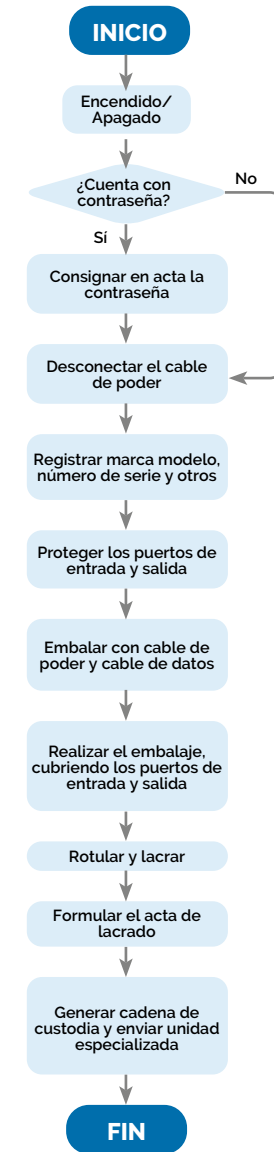 INICIO
Encendido/
Apagado
¿Cuenta con
contraseña?
No
Sí
Consignar en acta la
contraseña
Desconectar el cable
de poder
Registrar marca modelo,
número de serie y otros
Proteger los puertos de
entrada y salida
Embalar con cable de
poder y cable de datos
Realizar el embalaje,
cubriendo los puertos de
entrada y salida
Rotular y lacrar
Formular el acta de
lacrado
Generar cadena de
custodia y enviar unidad
especializada
FIN